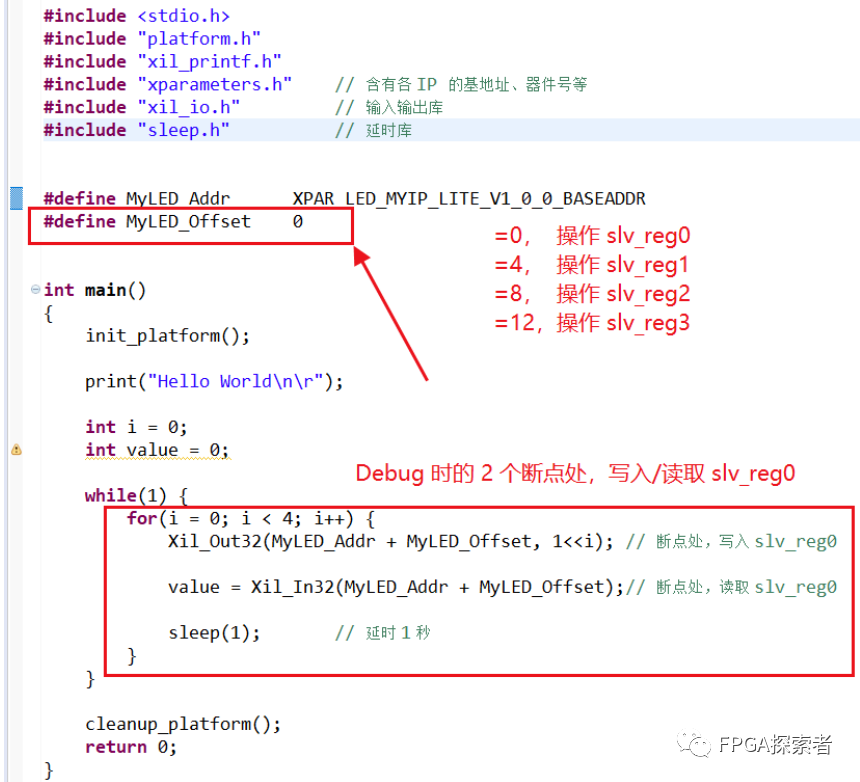 #include <stdio.h>
#include "platform.h"
#include "xil_printf.h"
#include "xparameters.h" // 含有各 IP 的基地址、器件号等
#include "xil_io.h" // 输入输出库
#include "sleep.h" // 延时库
#define MyLED_Addr XPAR_LED_MYIP_LITE_V1_0_0_BASEADDR
#define MyLED_Offset 0
=0， 操作 slv_reg0
=4， 操作 slv_reg1
=8， 操作 slv_reg2
=12，操作 slv_reg3
int main()
{
init_platform();
print("Hello World\n\r");
int i = 0;
int value = 0;
Debug 时的 2 个断点处，写入/读取 slv_reg0
while(1) {
for(i = 0; i < 4; i++) {
Xil_Out32(MyLED_Addr + MyLED_Offset, 1<<i); // 断点处，写入 slv_reg0
value = Xil_In32(MyLED_Addr + MyLED_Offset);// 断点处，读取 slv_reg0
sleep(1); // 延时 1 秒
}
}
cleanup_platform();
return 0;
}
FPGA探索者